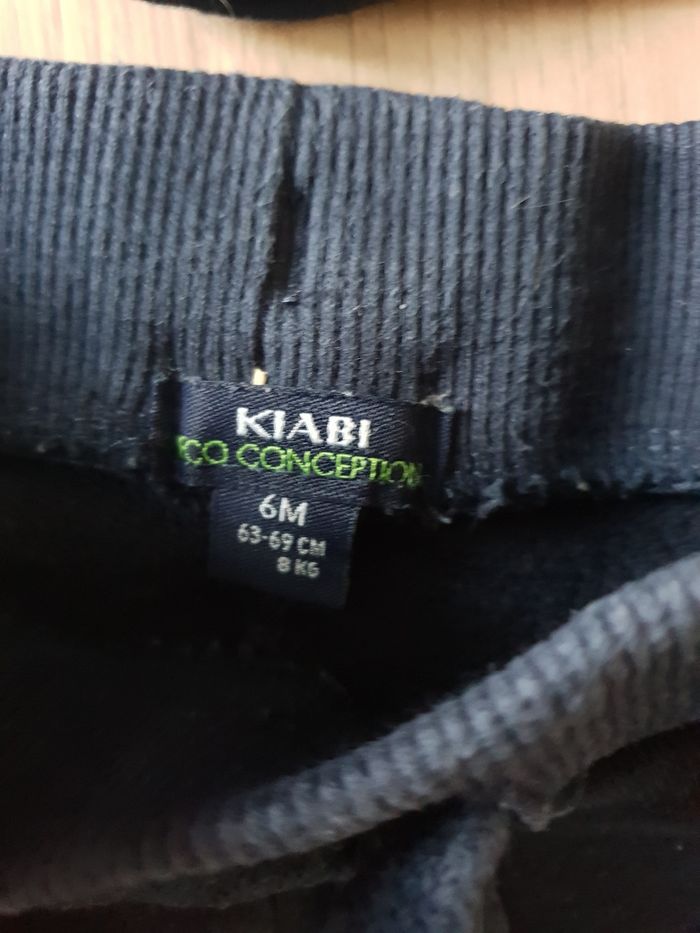 KIABI
CO CONCEPTION
6M
63-69 CM
8 KG